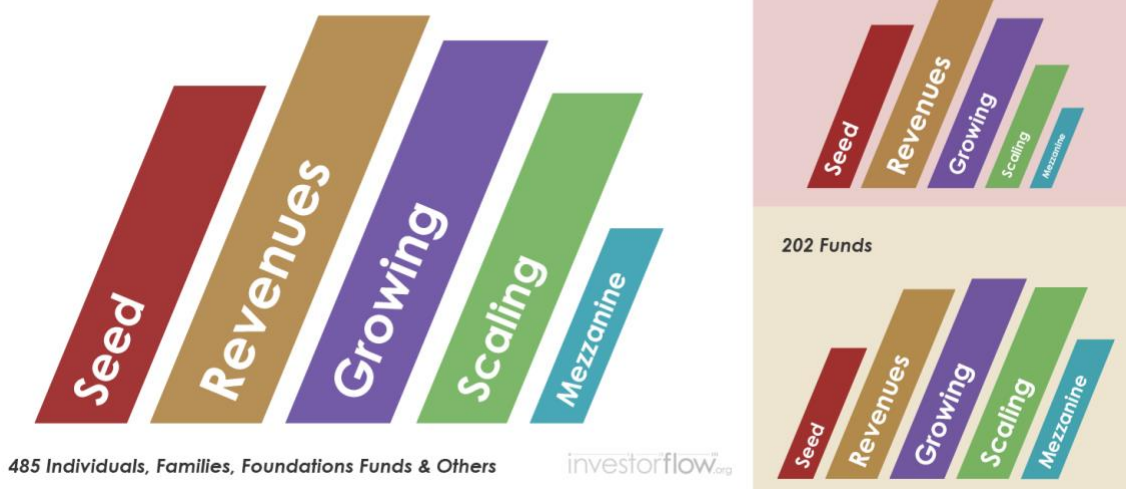 Seed
Revenues
Growing
Scaling
Mezzanine
485 Individuals, Families, Foundations Funds & Others
investorflow.org
Seed
Revenues
Growing
Scaling
Mezzanine
202 Funds
Seed
Revenues
Growing
Scaling
Mezzanine